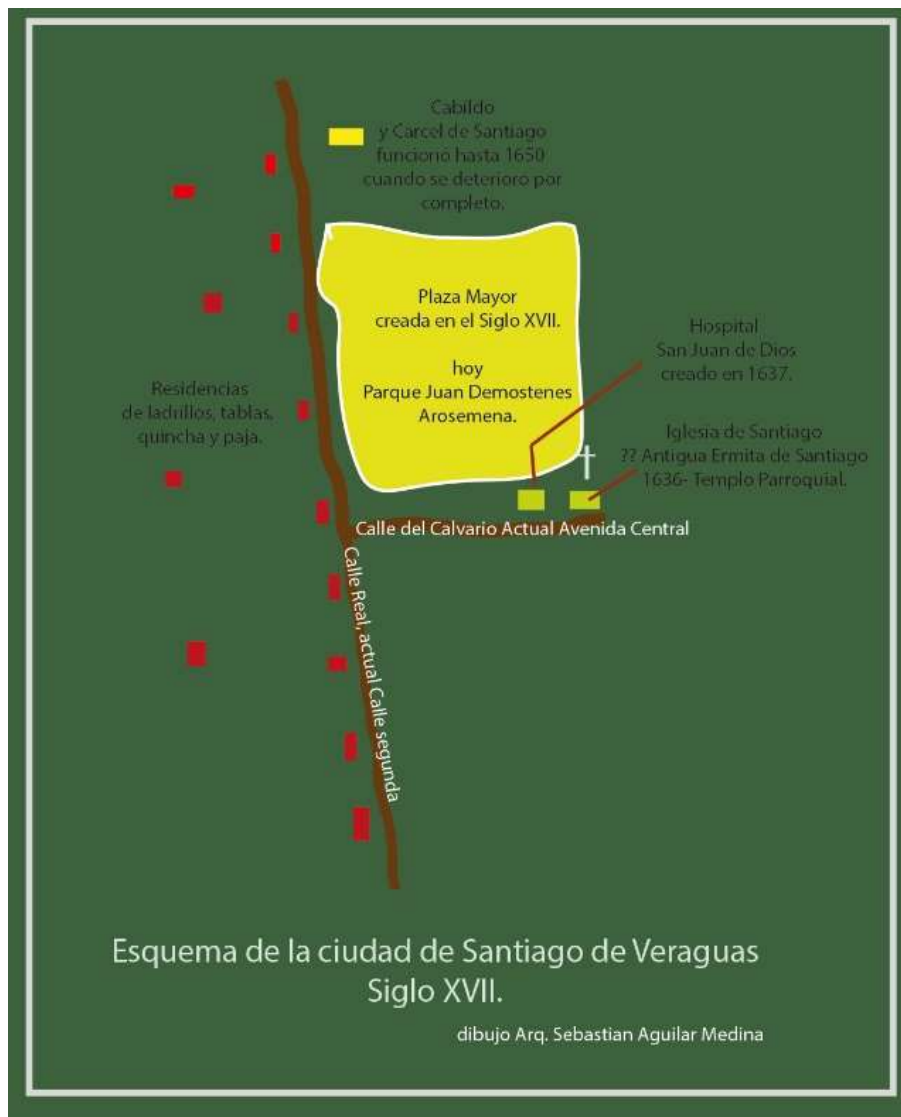 Cabildo
y Carcel de Santiago
funcionó hasta 1650
cuando se deterioró por
completo.
Plaza Mayor
creada en el Siglo XVII.
hoy
Parque Juan Demostenes
Arosemena.
Hospital
San Juan de Dios
creado en 1637.
Residencias
de ladrillos, tablas,
quincha y paja.
Iglesia de Santiago
?? Antigua Ermita de Santiago
1636- Templo Parroquial.
Calle del Calvario Actual Avenida Central
Calle Real, actual Calle segunda
Esquema de la ciudad de Santiago de Veraguas
Siglo XVII.
dibujo Arq. Sebastian Aguilar Medina